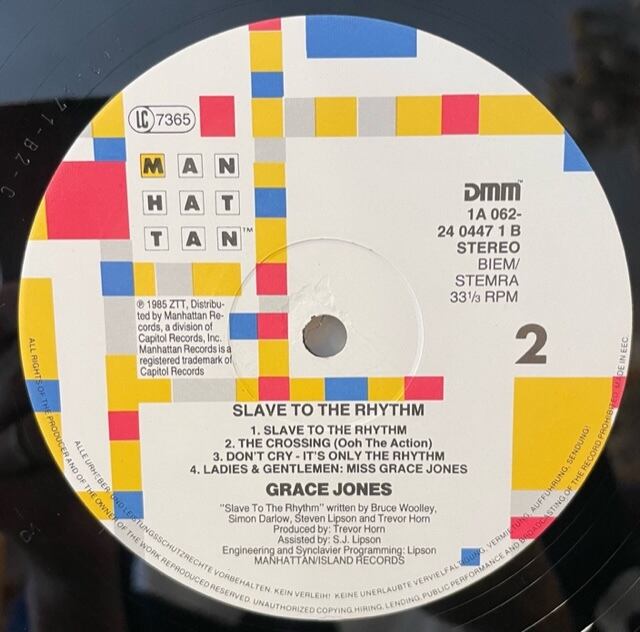 LC 7365
MAN
HAT
TAN™
DMM™
1A 062-
24 0447 1 B
STEREO
BIEM/
STEMRA
33⅓ RPM
2
℗ 1985 ZTT, Distribu-
ted by Manhattan Re-
cords, a division of
Capitol Records, Inc.
Manhattan Records is a
registered trademark of
Capitol Records
SLAVE TO THE RHYTHM
1. SLAVE TO THE RHYTHM
2. THE CROSSING (Ooh The Action)
3. DON'T CRY - IT'S ONLY THE RHYTHM
4. LADIES & GENTLEMEN: MISS GRACE JONES
GRACE JONES
"Slave To The Rhythm" written by Bruce Woolley,
Simon Darlow, Steven Lipson and Trevor Horn
Produced by: Trevor Horn
Assisted by: S.J. Lipson
Engineering and Synclavier Programming: Lipson
MANHATTAN/ISLAND RECORDS
ALLE URHEBER- UND LEISTUNGSSCHUTZRECHTE VORBEHALTEN. KEIN VERLEIH! KEINE UNERLAUBTE VERVIELFÄLTIGUNG, VERMIETUNG, AUFFÜHRUNG, SENDUNG!
ALL RIGHTS OF THE PRODUCER AND OF THE OWNER OF THE WORK REPRODUCED RESERVED. UNAUTHORIZED COPYING, HIRING, LENDING, PUBLIC PERFORMANCE AND BROADCASTING OF THE RECORD PROHIBITED. MADE IN EEC.